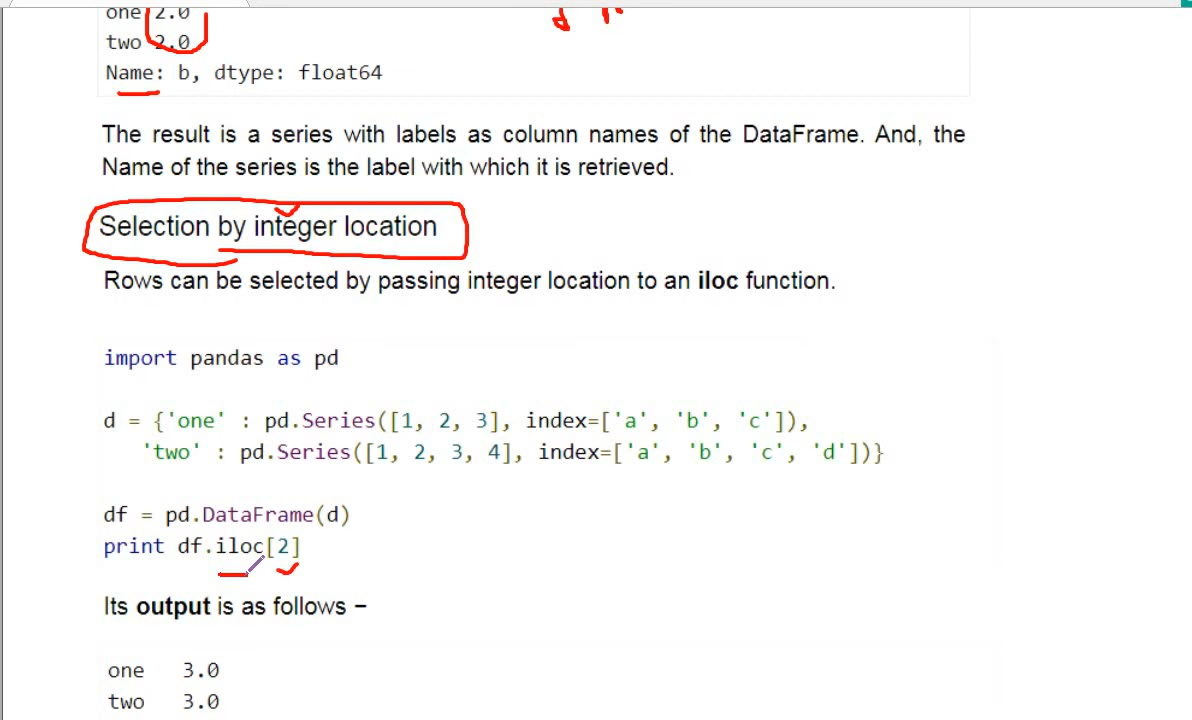 one 2.0
two 2.0
Name: b, dtype: float64
The result is a series with labels as column names of the DataFrame. And, the
Name of the series is the label with which it is retrieved.
Selection by integer location
Rows can be selected by passing integer location to an iloc function.
import pandas as pd
d = {'one' : pd.Series([1, 2, 3], index=['a', 'b', 'c']),
'two' : pd.Series([1, 2, 3, 4], index=['a', 'b', 'c', 'd'])}
df = pd.DataFrame(d)
print df.iloc[2]
Its output is as follows −
one 3.0
two 3.0